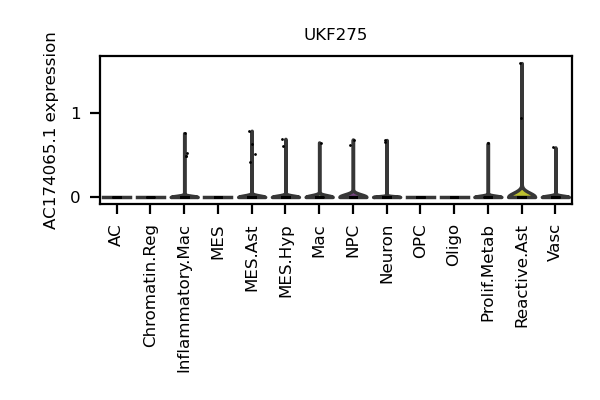 UKF275
AC174065.1 expression
1
0
AC
Chromatin.Reg
Inflammatory.Mac
MES
MES.Ast
MES.Hyp
Mac
NPC
Neuron
OPC
Oligo
Prolif.Metab
Reactive.Ast
Vasc